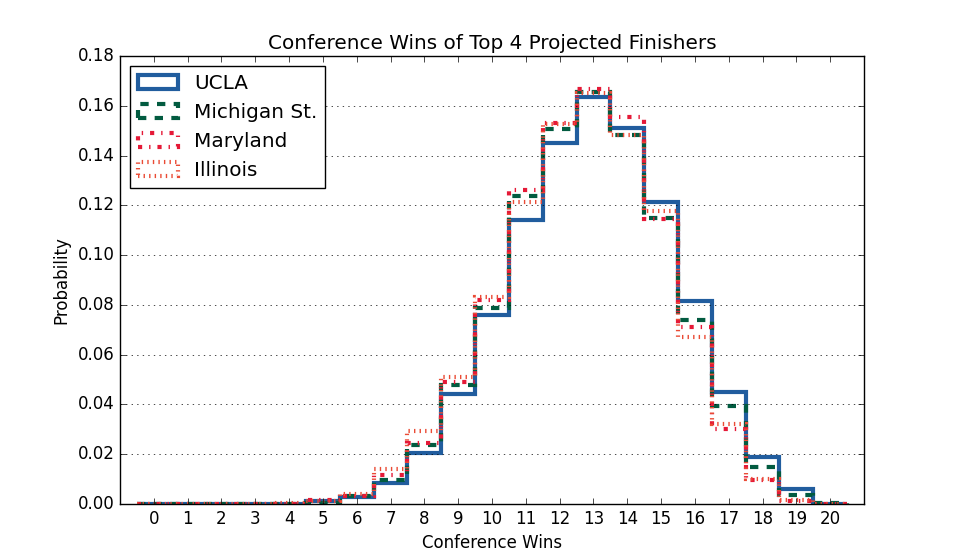 Conference Wins of Top 4 Projected Finishers
UCLA
Michigan St.
Maryland
Illinois
0.18
0.16
0.14
0.12
0.10
0.08
0.06
0.04
0.02
0.00
Probability
0 1 2 3 4 5 6 7 8 9 10 11 12 13 14 15 16 17 18 19 20
Conference Wins